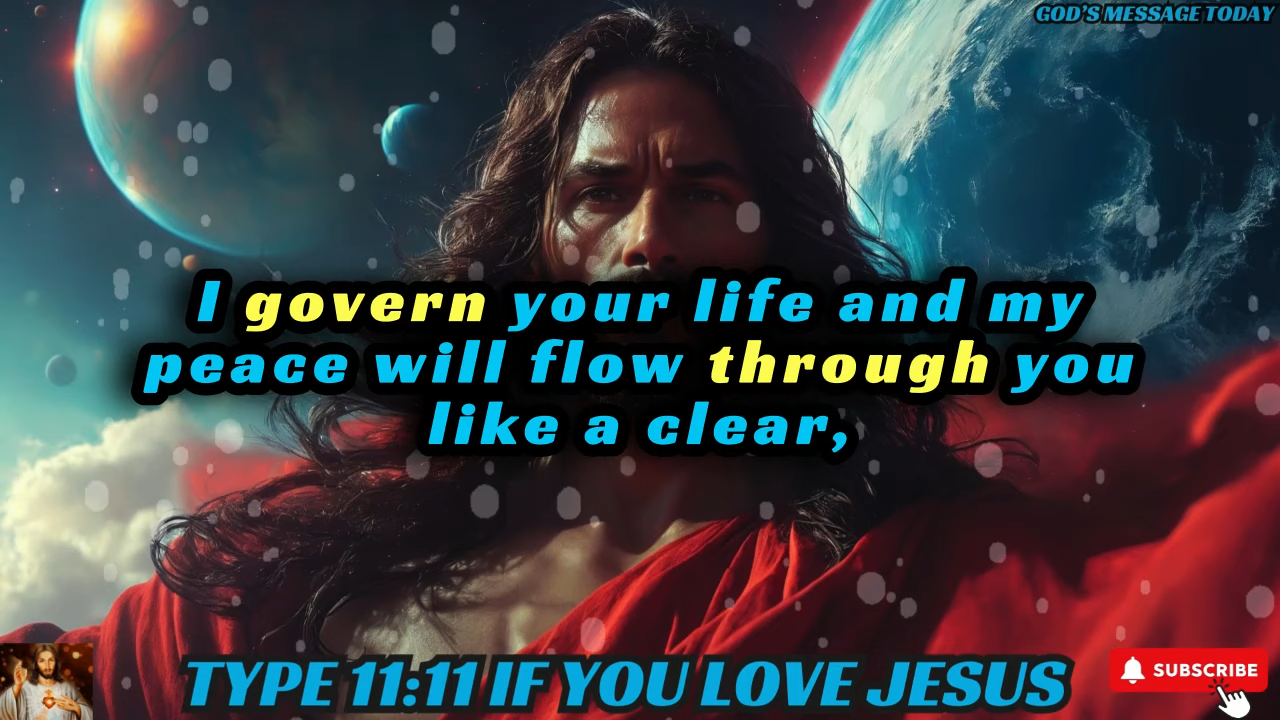 GOD'S MESSAGE TODAY
I govern your life and my
peace will flow through you
like a clear,
TYPE 11:11 IF YOU LOVE JESUS
SUBSCRIBE